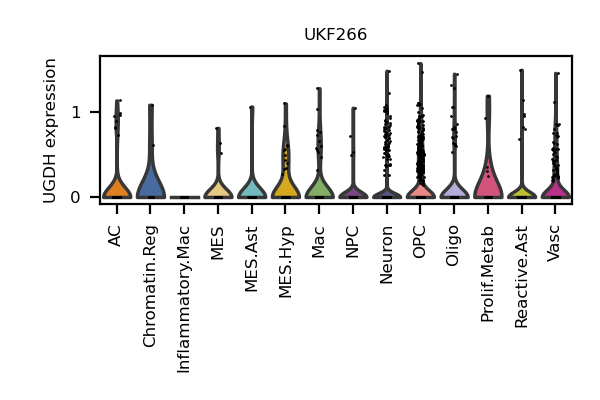 UKF266
UGDH expression
1
0
AC
Chromatin.Reg
Inflammatory.Mac
MES
MES.Ast
MES.Hyp
Mac
NPC
Neuron
OPC
Oligo
Prolif.Metab
Reactive.Ast
Vasc